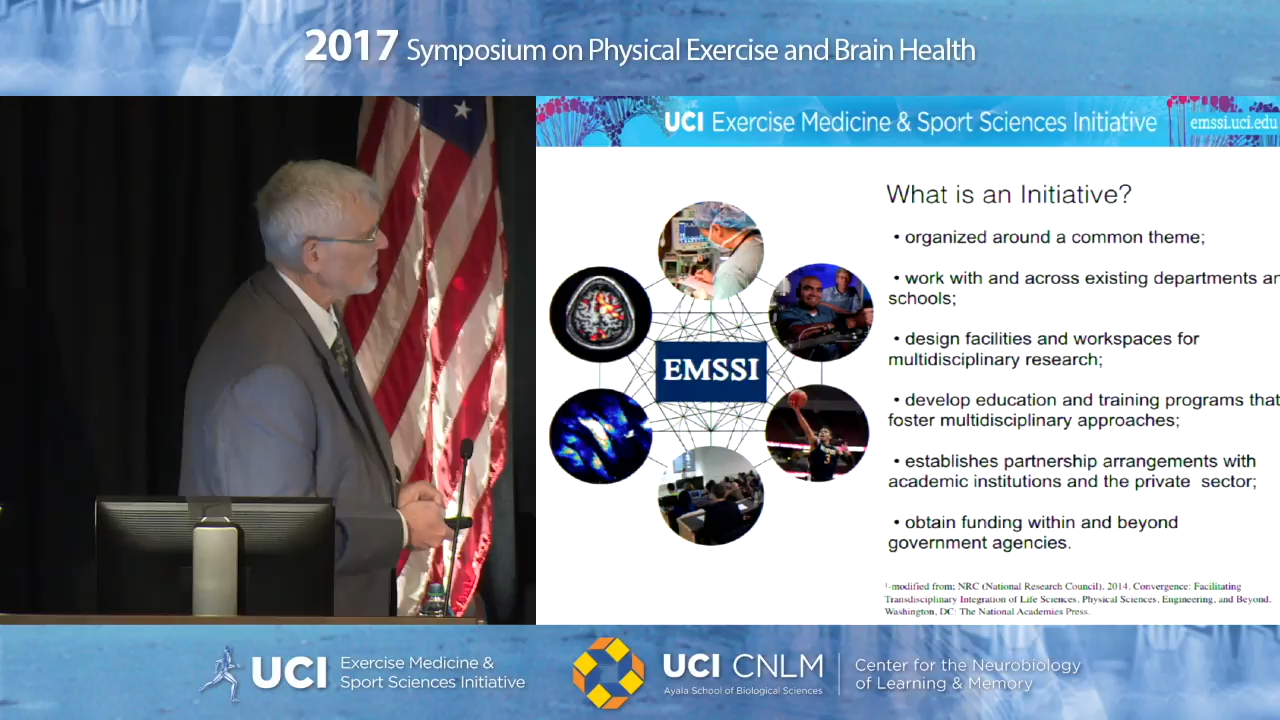 2017 Symposium on Physical Exercise and Brain Health
UCI Exercise Medicine & Sport Sciences Initiative
emssi.uci.edu
EMSSI
What is an Initiative?
• organized around a common theme;
• work with and across existing departments an
schools;
• design facilities and workspaces for
multidisciplinary research;
• develop education and training programs that
foster multidisciplinary approaches;
• establishes partnership arrangements with
academic institutions and the private sector;
• obtain funding within and beyond
government agencies.
1-modified from; NRC (National Research Council). 2014. Convergence: Facilitating
Transdisciplinary Integration of Life Sciences, Physical Sciences, Engineering, and Beyond.
Washington, DC: The National Academies Press.
3
UCI Exercise Medicine &
Sport Sciences Initiative
UCI CNLM
Ayala School of Biological Sciences
Center for the Neurobiology
of Learning & Memory